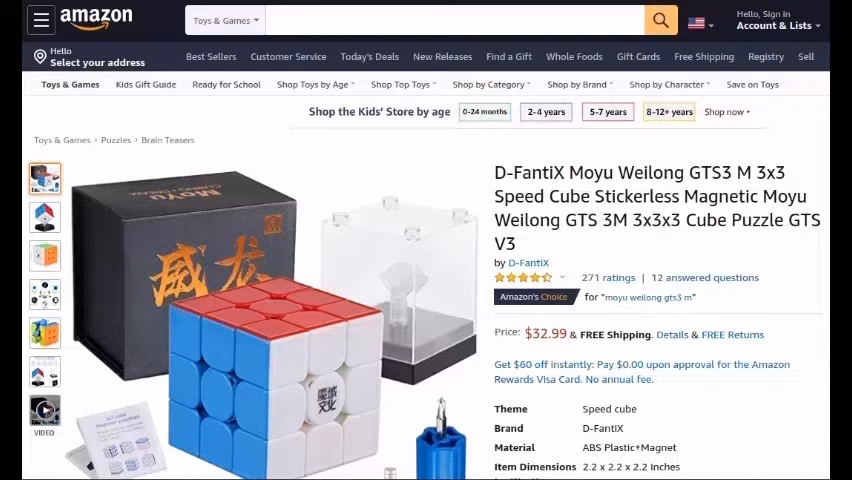 amazon
Toys & Games
Hello, Sign in
Account & Lists
Hello
Select your address
Best Sellers
Customer Service
Today's Deals
New Releases
Find a Gift
Whole Foods
Gift Cards
Free Shipping
Registry
Sell
Toys & Games
Kids Gift Guide
Ready for School
Shop Toys by Age
Shop Top Toys
Shop by Category
Shop by Brand
Shop by Character
Save on Toys
Shop the Kids' Store by age
0-24 months
2-4 years
5-7 years
8-12+ years
Shop now
Toys & Games › Puzzles › Brain Teasers
MoYu
威龙
魔域
文化
VIDEO
D-FantiX Moyu Weilong GTS3 M 3x3
Speed Cube Stickerless Magnetic Moyu
Weilong GTS 3M 3x3x3 Cube Puzzle GTS
V3
by D-FantiX
271 ratings | 12 answered questions
Amazon's Choice for "moyu weilong gts3 m"
Price: $32.99 & FREE Shipping. Details & FREE Returns
Get $60 off instantly: Pay $0.00 upon approval for the Amazon
Rewards Visa Card. No annual fee.
Theme Speed cube
Brand D-FantiX
Material ABS Plastic+Magnet
Item Dimensions 2.2 x 2.2 x 2.2 inches